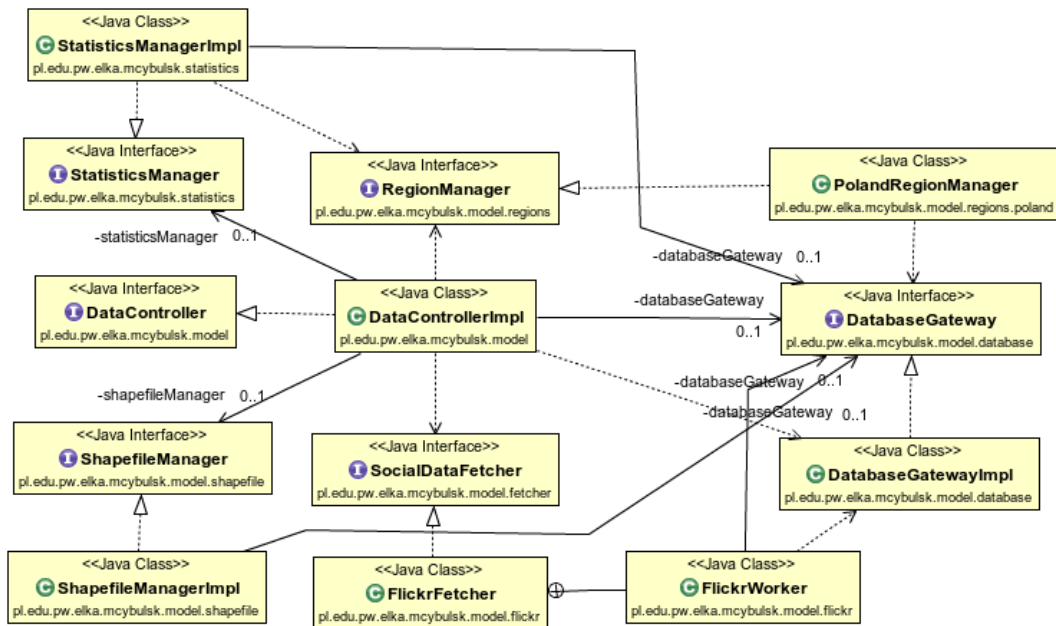 <<Java Class>>
StatisticsManagerImpl
pl.edu.pw.elka.mcybulsk.statistics
<<Java Interface>>
StatisticsManager
pl.edu.pw.elka.mcybulsk.statistics
<<Java Interface>>
RegionManager
pl.edu.pw.elka.mcybulsk.model.regions
<<Java Class>>
PolandRegionManager
pl.edu.pw.elka.mcybulsk.model.regions.poland
-statisticsManager 0..1
-databaseGateway 0..1
<<Java Interface>>
DataController
pl.edu.pw.elka.mcybulsk.model
<<Java Class>>
DataControllerImpl
pl.edu.pw.elka.mcybulsk.model
-databaseGateway
0..1
<<Java Interface>>
DatabaseGateway
pl.edu.pw.elka.mcybulsk.model.database
-shapefileManager 0..1
-databaseGateway 0..1
-databaseGateway 0..1
<<Java Interface>>
ShapefileManager
pl.edu.pw.elka.mcybulsk.model.shapefile
<<Java Interface>>
SocialDataFetcher
pl.edu.pw.elka.mcybulsk.model.fetcher
<<Java Class>>
DatabaseGatewayImpl
pl.edu.pw.elka.mcybulsk.model.database
<<Java Class>>
ShapefileManagerImpl
pl.edu.pw.elka.mcybulsk.model.shapefile
<<Java Class>>
FlickrFetcher
pl.edu.pw.elka.mcybulsk.model.flickr
<<Java Class>>
FlickrWorker
pl.edu.pw.elka.mcybulsk.model.flickr